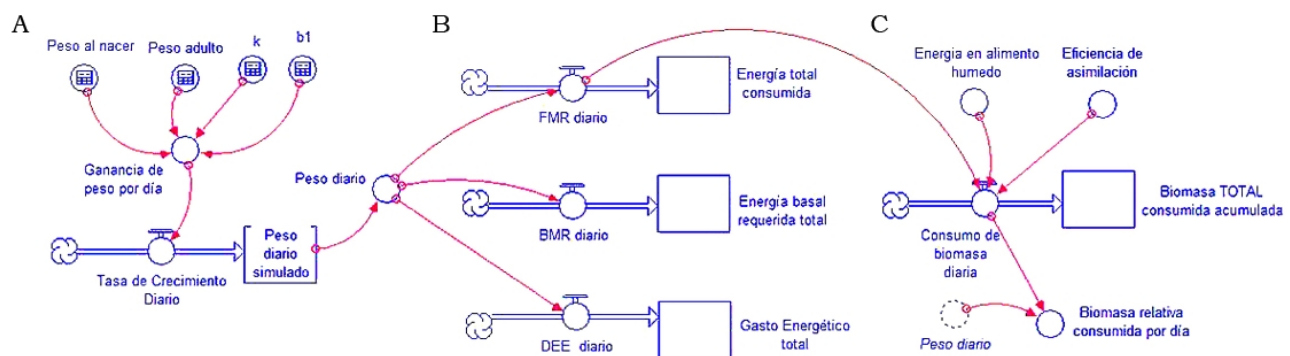 A
Peso al nacer
Peso adulto
k
b1
Ganancia de
peso por día
Tasa de Crecimiento
Diario
Peso
diario
simulado
Peso diario
B
FMR diario
Energía total
consumida
BMR diario
Energía basal
requerida total
DEE diario
Gasto Energético
total
C
Energia en alimento
humedo
Eficiencia de
asimilación
Consumo de
biomasa
diaria
Biomasa TOTAL
consumida acumulada
Peso diario
Biomasa relativa
consumida por día